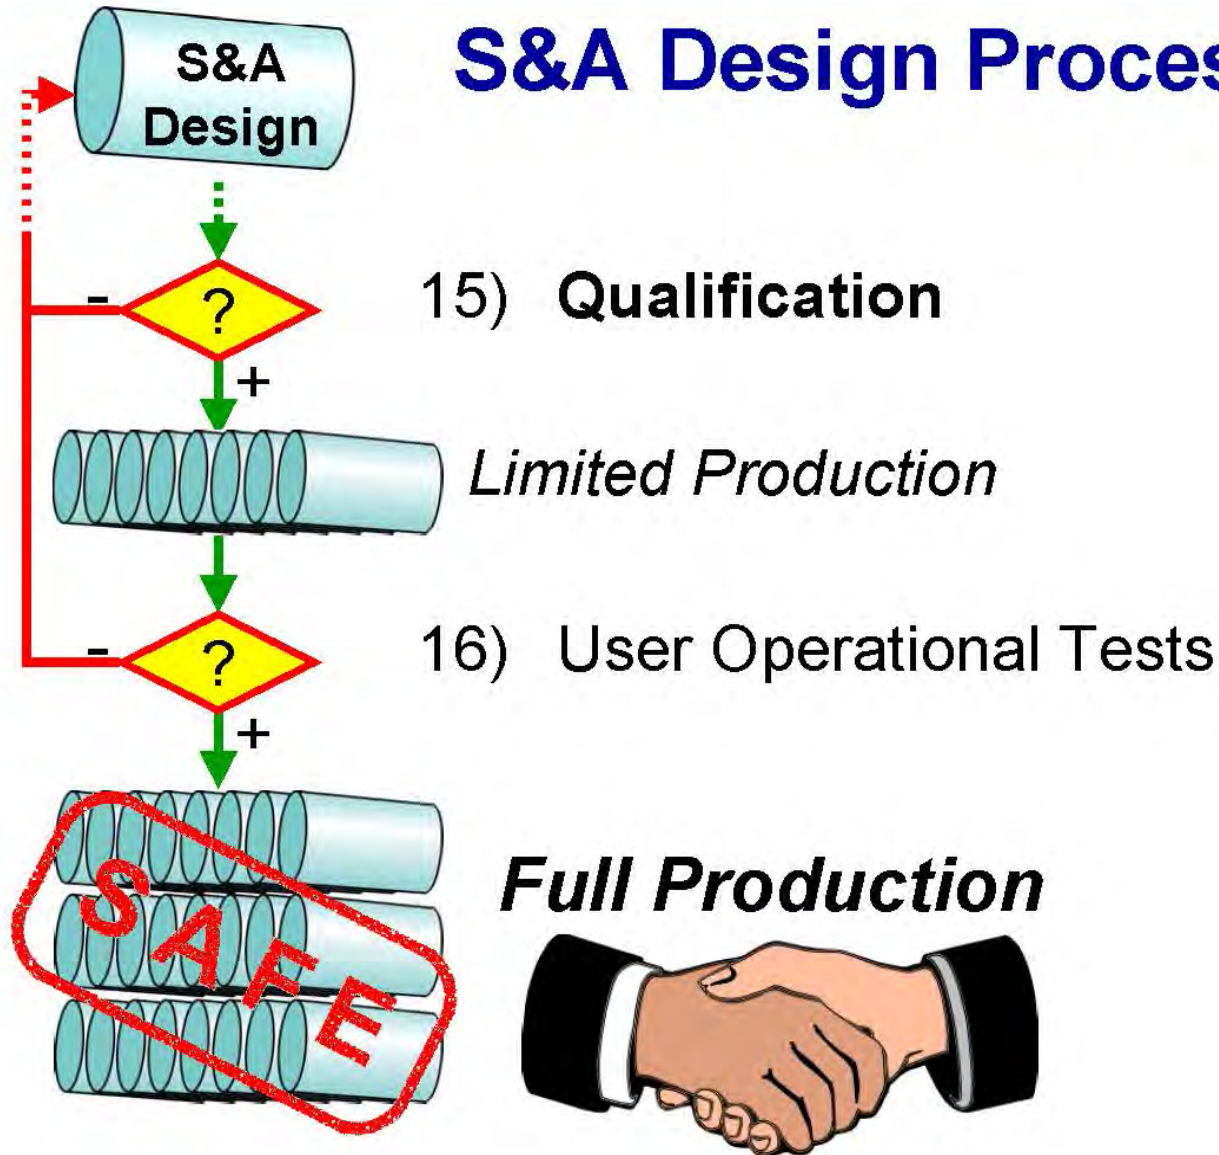 S&A
Design
S&A Design Proces
?
-
15) Qualification
+
Limited Production
?
-
16) User Operational Tests
+
SAFE
Full Production